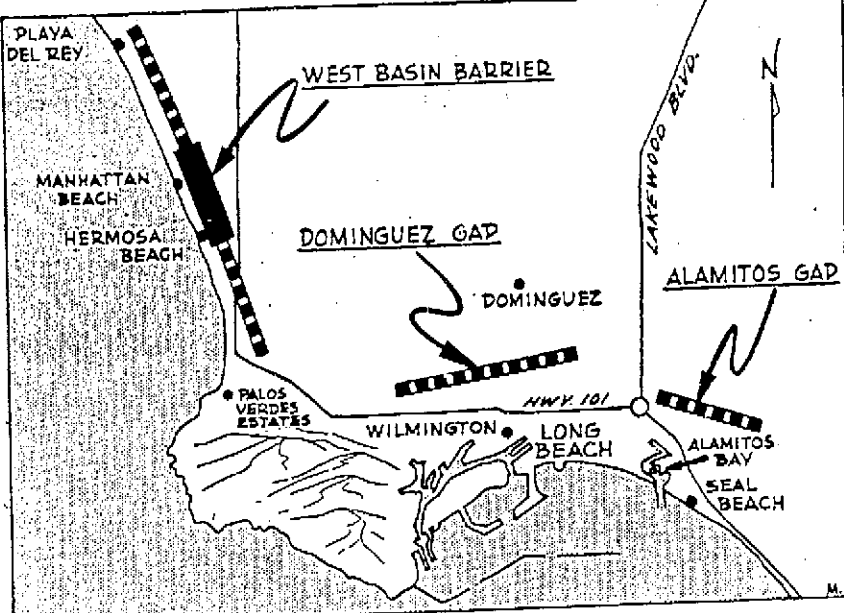 PLAYA
DEL REY
WEST BASIN BARRIER
LAKEWOOD BLVD.
N
MANHATTAN
BEACH
HERMOSA
BEACH
DOMINGUEZ GAP
DOMINGUEZ
ALAMITOS GAP
PALOS
VERDES
ESTATES
HWY. 101
WILMINGTON
LONG
BEACH
ALAMITOS
BAY
SEAL
BEACH
M.